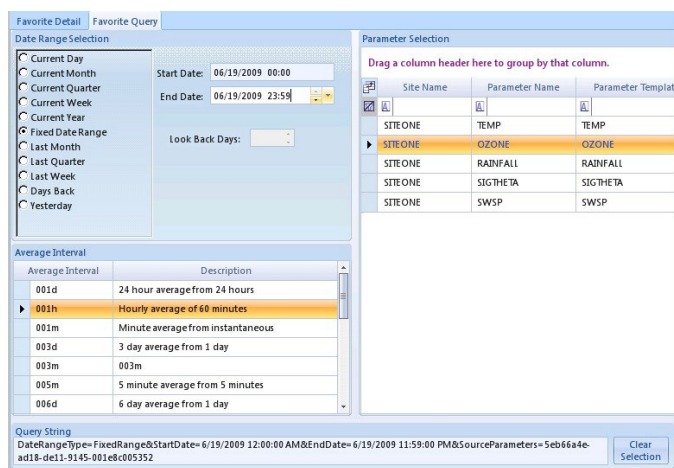 Favorite Detail Favorite Query
Date Range Selection
Current Day
Current Month
Current Quarter
Current Week
Current Year
Fixed Date Range
Last Month
Last Quarter
Last Week
Days Back
Yesterday
Start Date: 06/19/2009 00:00
End Date: 06/19/2009 23:59
Look Back Days:
Parameter Selection
Drag a column header here to group by that column.
Site Name Parameter Name Parameter Templat
A A A
SITEONE TEMP TEMP
SITEONE OZONE OZONE
SITEONE RAINFALL RAINFALL
SITEONE SIGTHETA SIGTHETA
SITEONE SWSP SWSP
Average Interval
Average Interval Description
001d 24 hour average from 24 hours
001h Hourly average of 60 minutes
001m Minute average from instantaneous
003d 3 day average from 1 day
003m 003m
005m 5 minute average from 5 minutes
006d 6 day average from 1 day
Query String
DateRangeType=FixedRange&StartDate=6/19/2009 12:00:00 AM&EndDate=6/19/2009 11:59:00 PM&SourceParameters=5eb66a4e-
ad18-de11-9145-001e8c005352
Clear
Selection